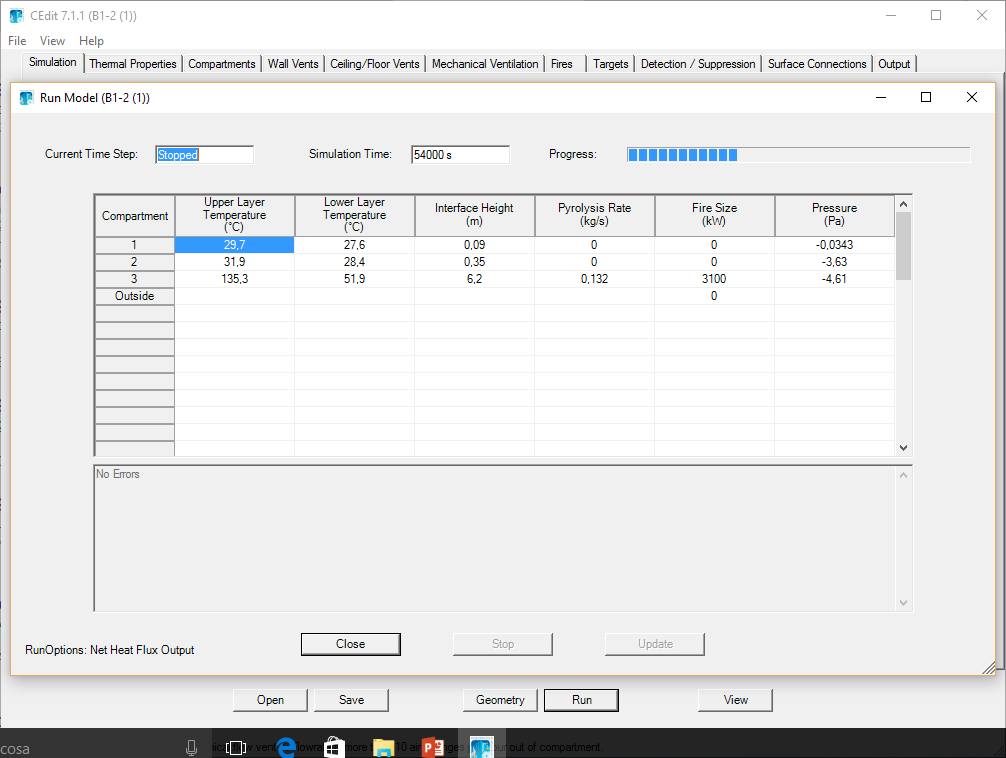 CEdit 7.1.1 (B1-2 (1))
File View Help
Simulation Thermal Properties Compartments Wall Vents Ceiling/Floor Vents Mechanical Ventilation Fires Targets Detection / Suppression Surface Connections Output
Run Model (B1-2 (1))
Current Time Step: Stopped Simulation Time: 54000 s Progress:
Compartment Upper Layer Temperature (°C) Lower Layer Temperature (°C) Interface Height (m) Pyrolysis Rate (kg/s) Fire Size (kW) Pressure (Pa)
1 29,7 27,6 0,09 0 0 -0,0343
2 31,9 28,4 0,35 0 0 -3,63
3 135,3 51,9 6,2 0,132 3100 -4,61
Outside 0
No Errors
Close Stop Update
RunOptions: Net Heat Flux Output
Open Save Geometry Run View
cosa out of compartment.